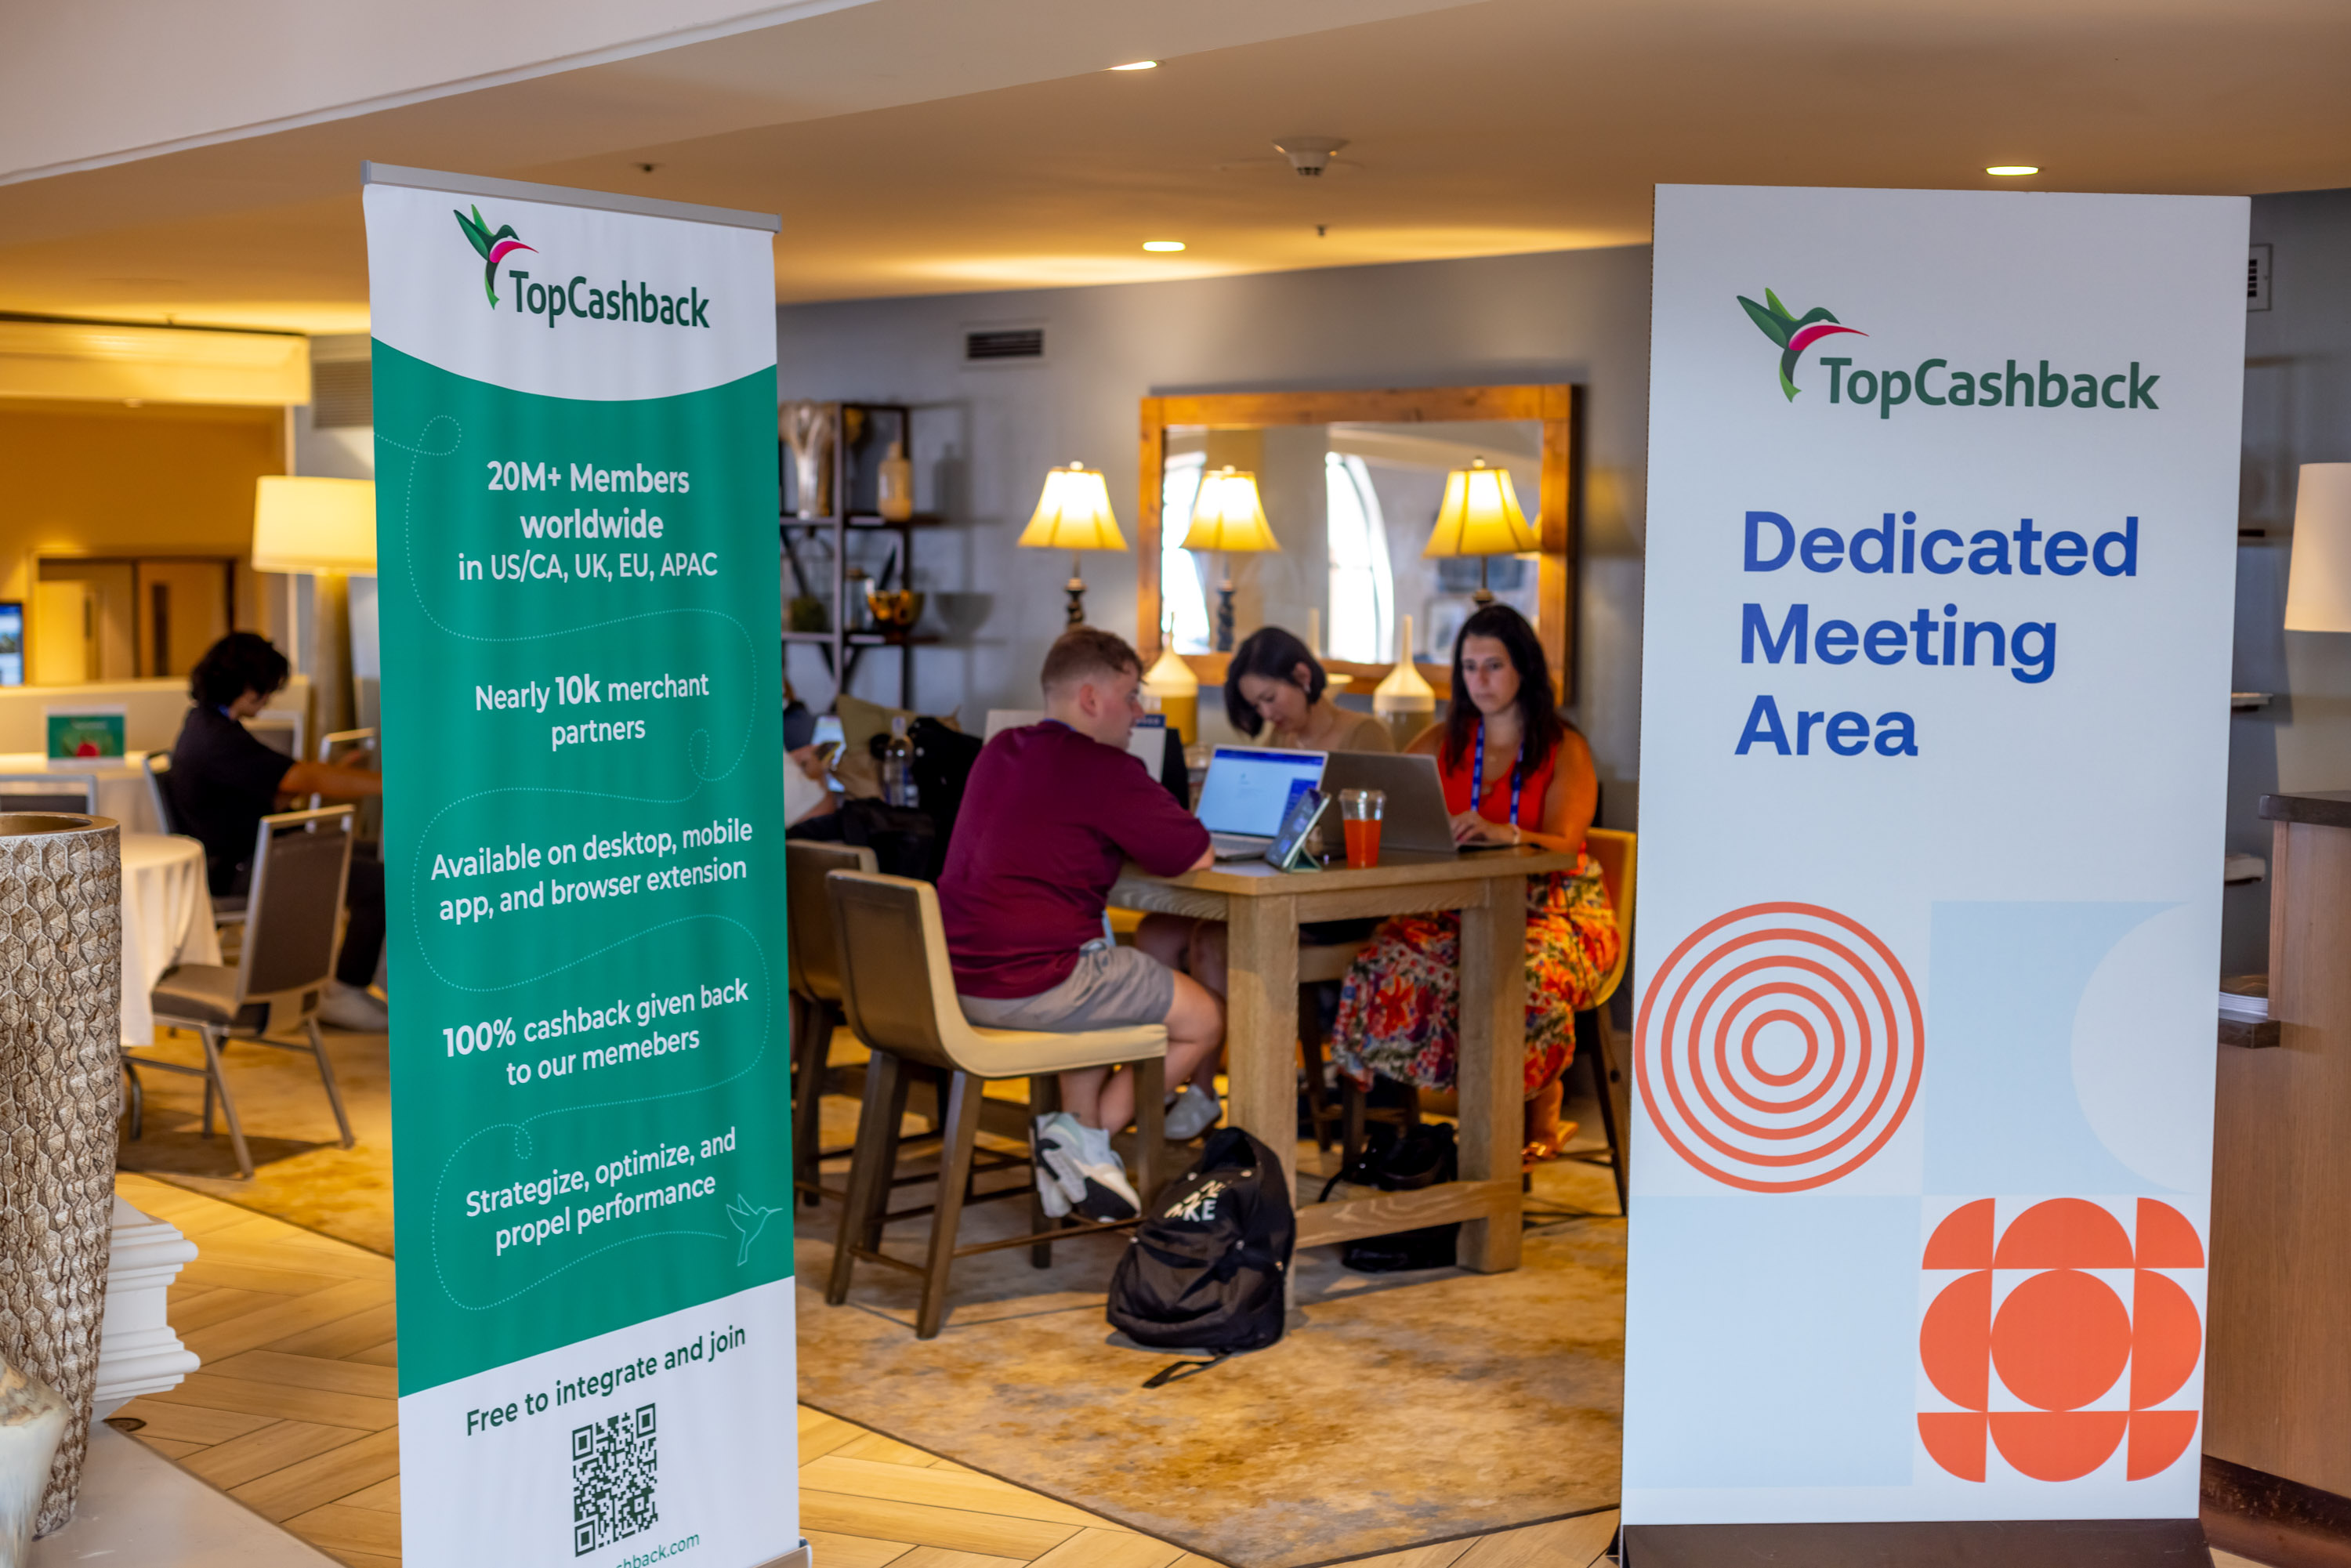 TopCashback
20M+ Members
worldwide
in US/CA, UK, EU, APAC
Nearly 10k merchant
partners
Available on desktop, mobile
app, and browser extension
100% cashback given back
to our memebers
Strategize, optimize, and
propel performance
Free to integrate and join
hback.com
TopCashback
Dedicated
Meeting
Area